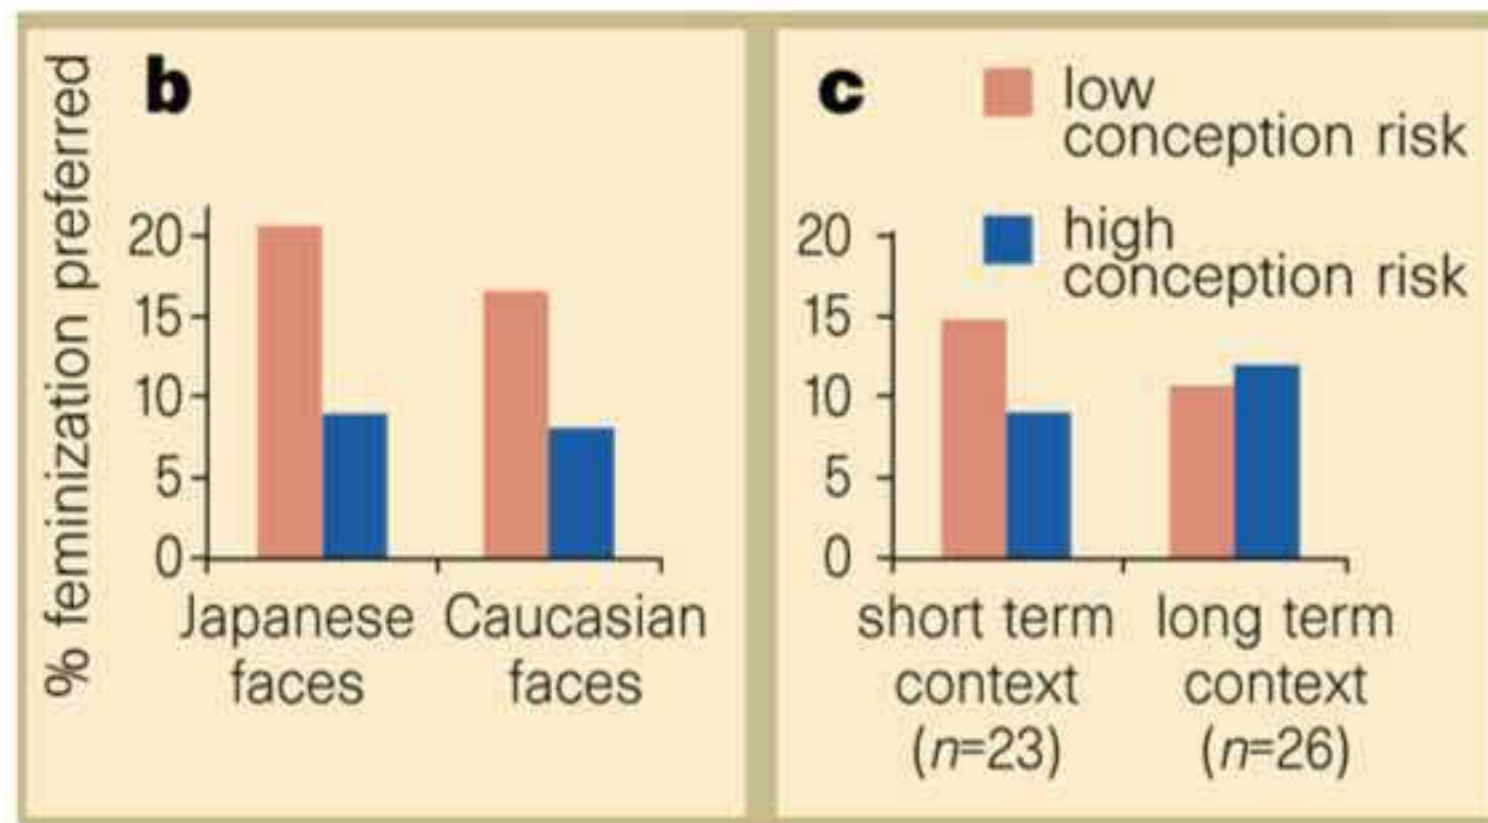 % feminization preferred
b
20
15
10
5
0
Japanese
faces
Caucasian
faces
c
low
conception risk
high
conception risk
20
15
10
5
0
short term
context
(n=23)
long term
context
(n=26)